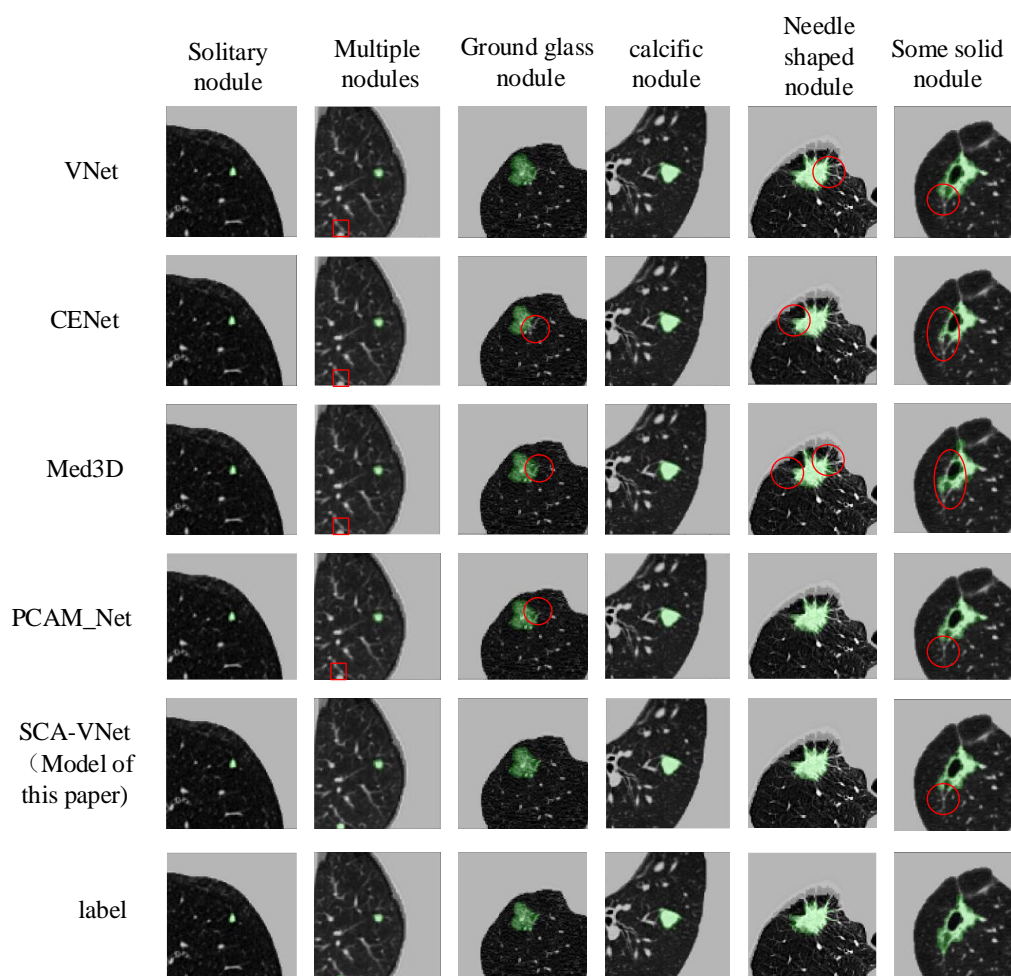 Solitary
nodule
Multiple
nodules
Ground glass
nodule
calcific
nodule
Needle
shaped
nodule
Some solid
nodule
VNet
CENet
Med3D
PCAM_Net
SCA-VNet
（Model of
this paper)
label